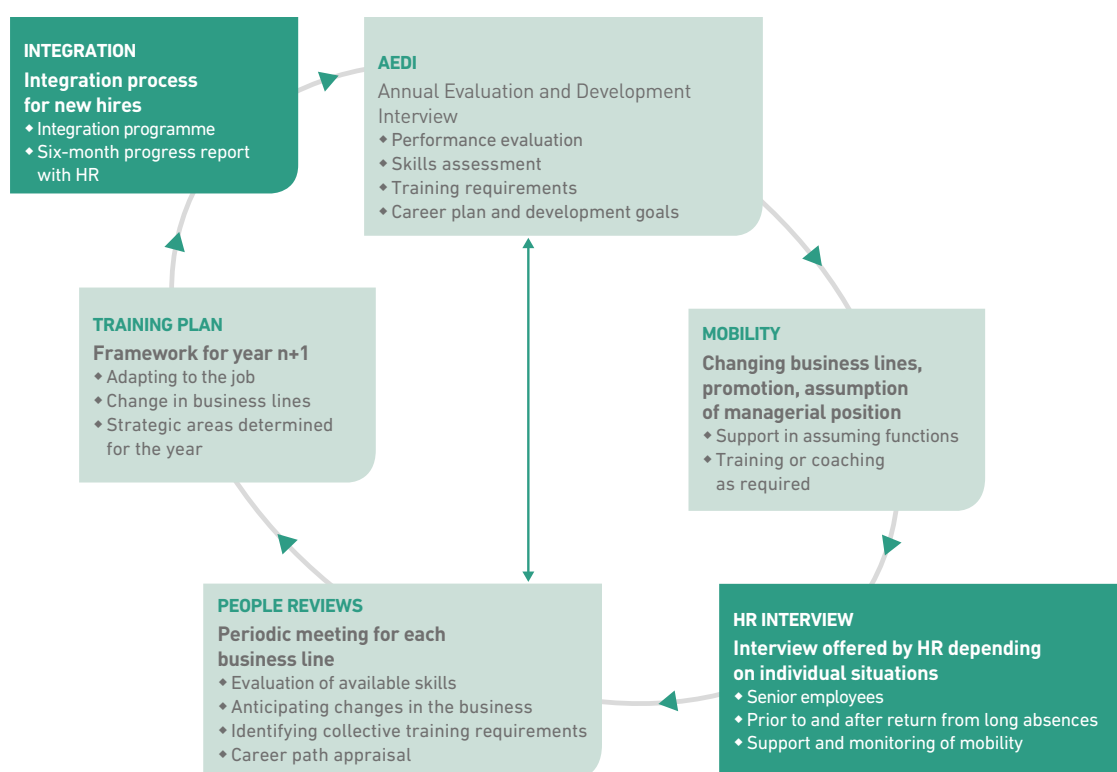 INTEGRATION
Integration process
for new hires
◆ Integration programme
◆ Six-month progress report
with HR
AEDI
Annual Evaluation and Development
Interview
◆ Performance evaluation
◆ Skills assessment
◆ Training requirements
◆ Career plan and development goals
TRAINING PLAN
Framework for year n+1
◆ Adapting to the job
◆ Change in business lines
◆ Strategic areas determined
for the year
MOBILITY
Changing business lines,
promotion, assumption
of managerial position
◆ Support in assuming functions
◆ Training or coaching
as required
PEOPLE REVIEWS
Periodic meeting for each
business line
◆ Evaluation of available skills
◆ Anticipating changes in the business
◆ Identifying collective training requirements
◆ Career path appraisal
HR INTERVIEW
Interview offered by HR depending
on individual situations
◆ Senior employees
◆ Prior to and after return from long absences
◆ Support and monitoring of mobility